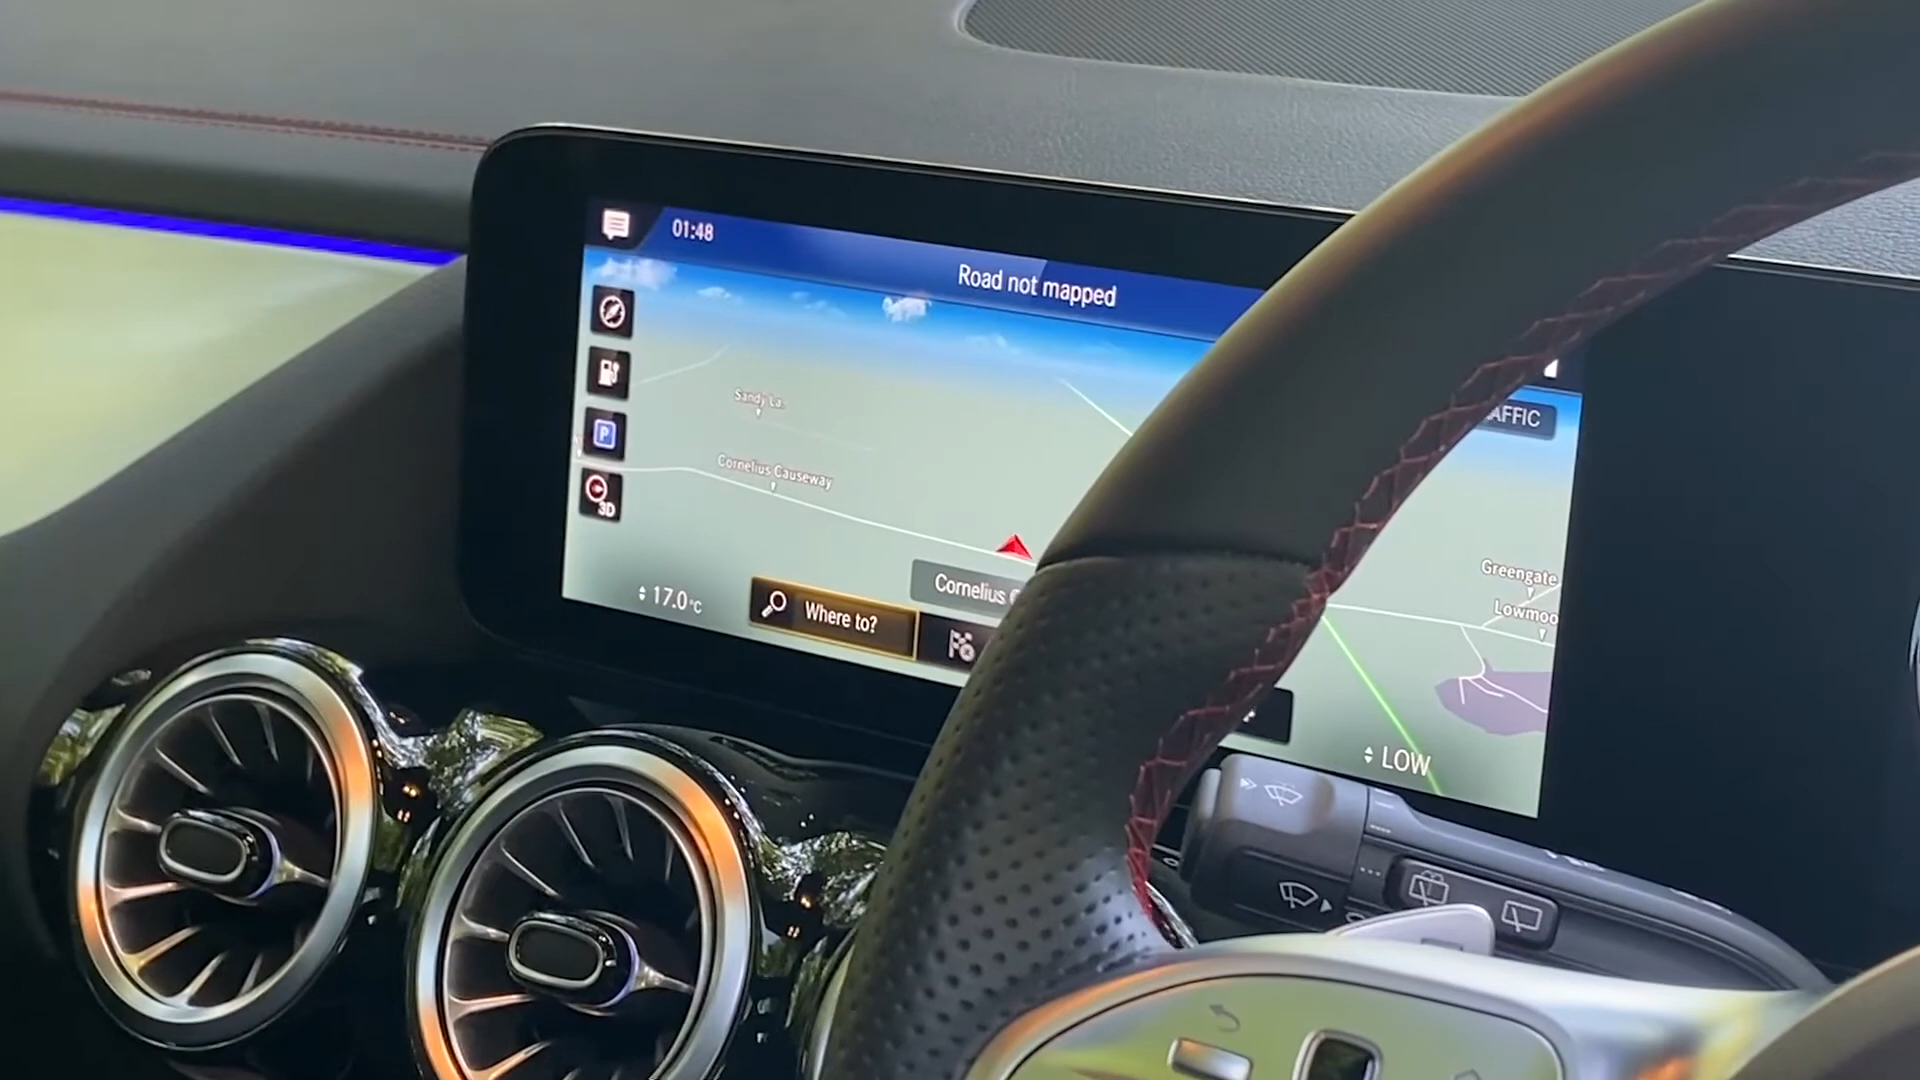 01:48
Road not mapped
AFFIC
Sandy La.
P
Cornelius Causeway
3D
Greengate
Cornelius
Lowmoo
17.0°C
Where to?
LOW